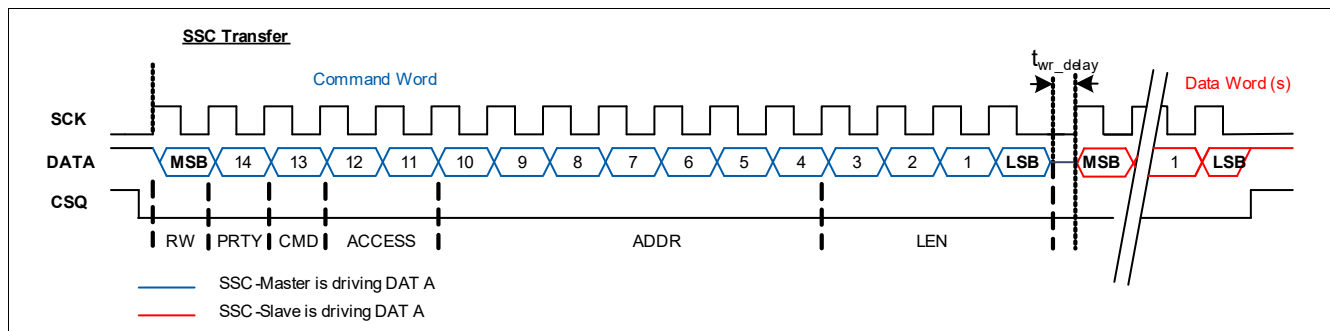 SSC Transfer
Command Word
twr_delay
Data Word (s)
SCK
DATA MSB 14 13 12 11 10 9 8 7 6 5 4 3 2 1 LSB MSB 1 LSB
CSQ
RW PRTY CMD ACCESS ADDR LEN
SSC-Master is driving DAT A
SSC-Slave is driving DAT A